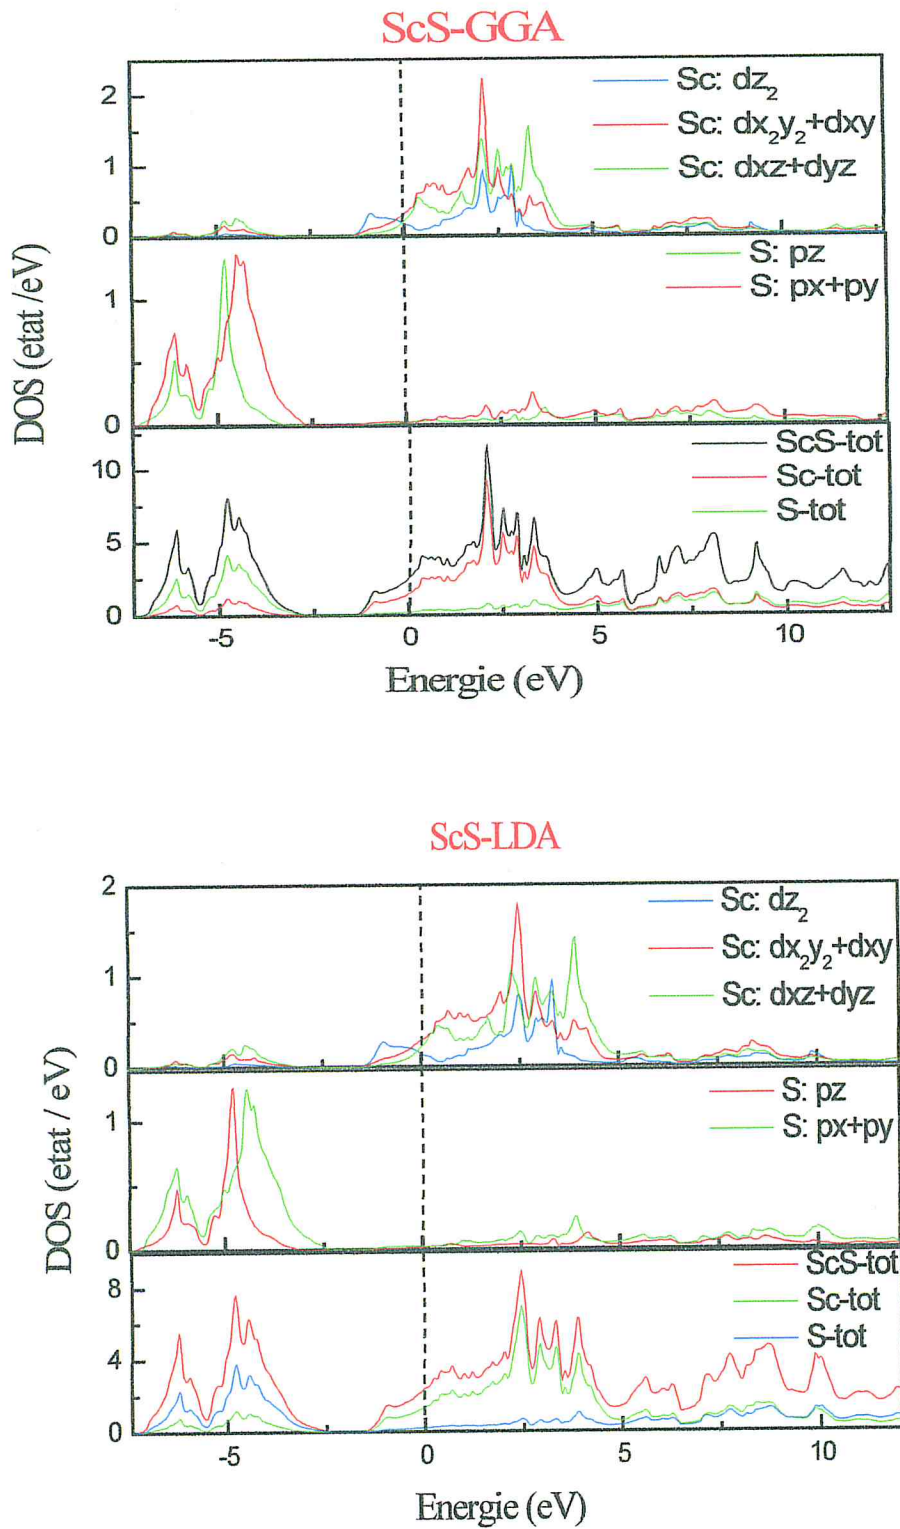 ScS-GGA
Sc: dz₂
Sc: dx₂y₂+dxy
Sc: dxz+dyz
2
1
0
S: pz
S: px+py
1
0
ScS-tot
Sc-tot
S-tot
10
5
0
-5
0
5
10
DOS (etat /eV)
Energie (eV)
ScS-LDA
Sc: dz₂
Sc: dx₂y₂+dxy
Sc: dxz+dyz
2
1
0
S: pz
S: px+py
1
0
ScS-tot
Sc-tot
S-tot
8
4
0
-5
0
5
10
DOS (etat / eV)
Energie (eV)